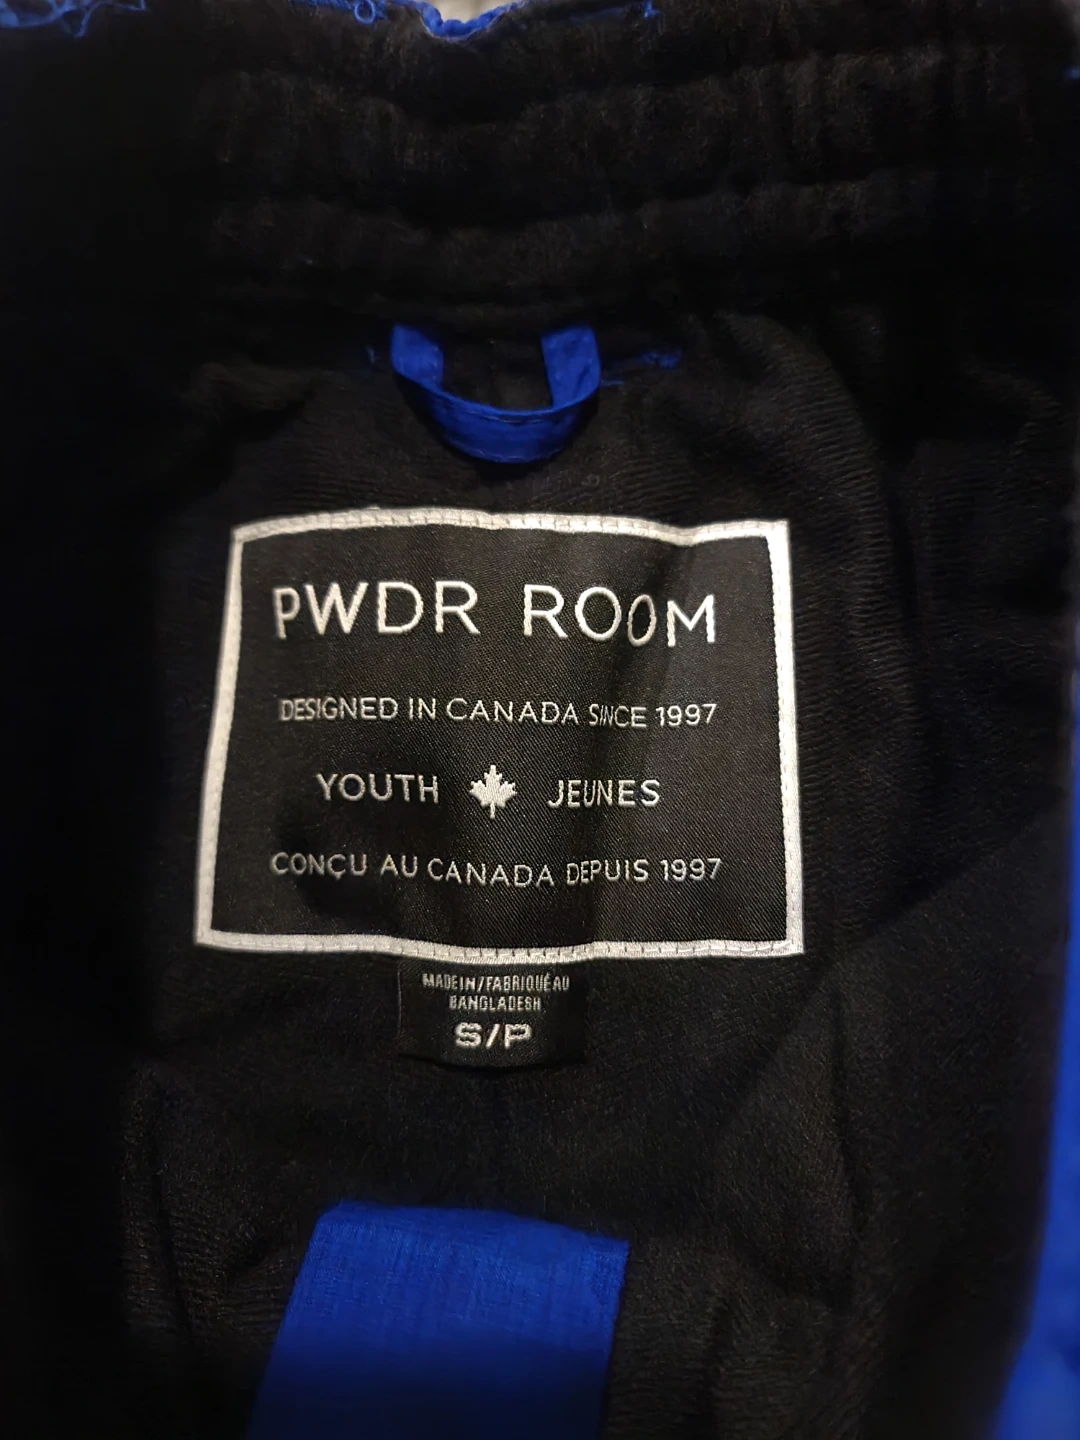 PWDR ROOM
DESIGNED IN CANADA SINCE 1997
YOUTH JEUNES
CONÇU AU CANADA DEPUIS 1997
MADE IN/FABRIQUÉ AU
BANGLADESH
S/P